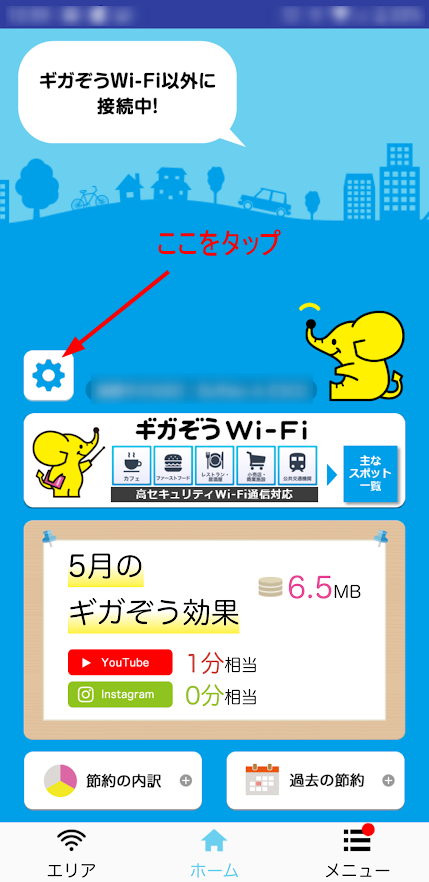 ギガぞうWi-Fi以外に
接続中!
ここをタップ
ギガぞうWi-Fi
カフェ
ファーストフード
レストラン・
居酒屋
小売店・
商業施設
公共交通機関
高セキュリティWi-Fi通信対応
主な
スポット
一覧
5月の
ギガぞう効果
6.5MB
YouTube 1分相当
Instagram 0分相当
節約の内訳
過去の節約
エリア ホーム メニュー